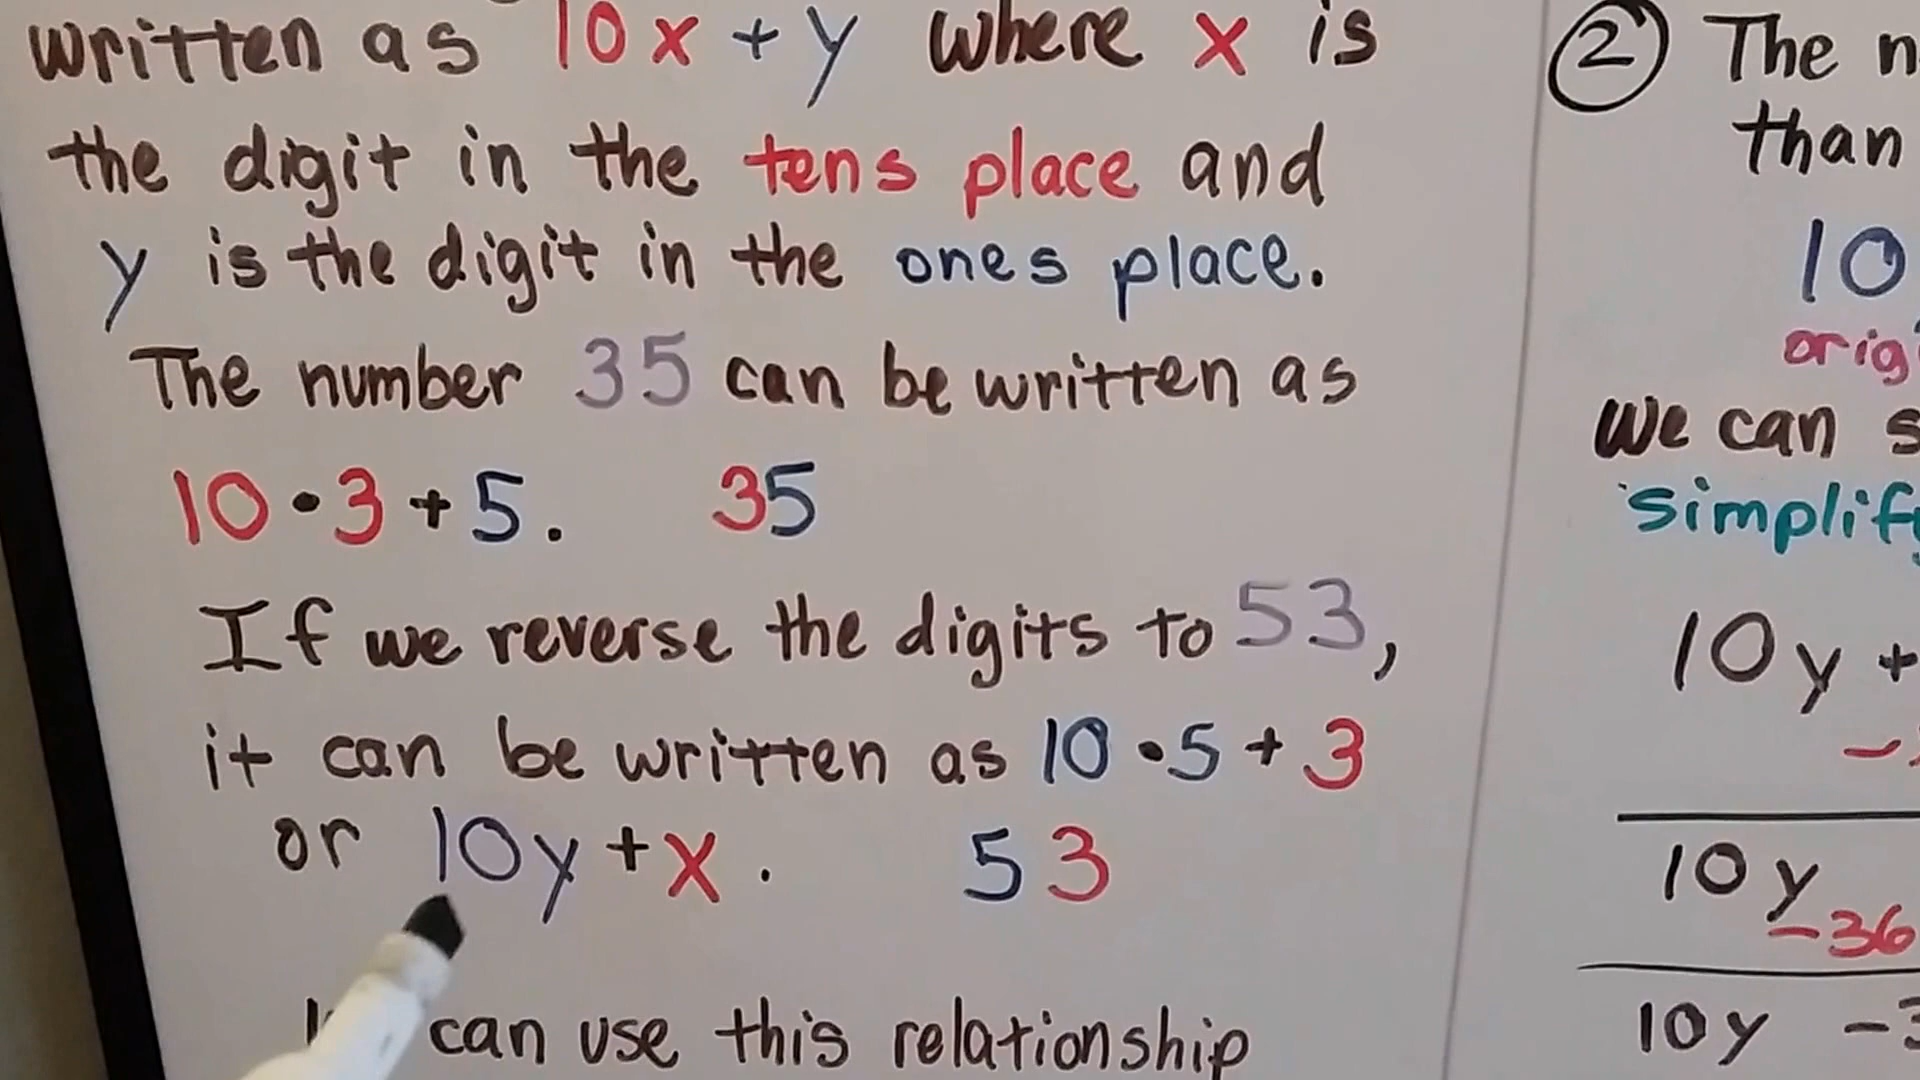 written as 10x + y where x is
the digit in the tens place and
y is the digit in the ones place.
The number 35 can be written as
10 • 3 + 5. 35
If we reverse the digits to 53,
it can be written as 10 • 5 + 3
or 10y + x. 53
can use this relationship
② The
than
10
We can
10y +
10y
-36
10y -3